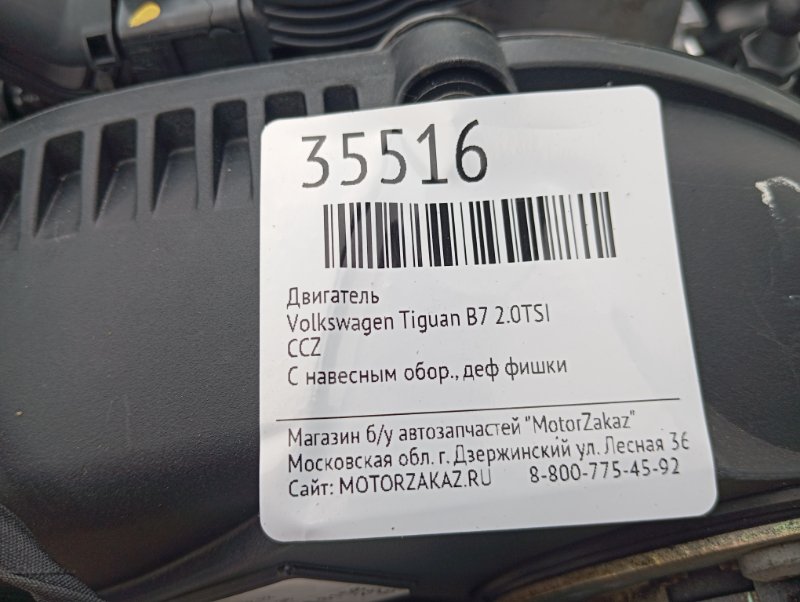 35516
Двигатель
Volkswagen Tiguan B7 2.0TSI
CCZ
С навесным обор., деф фишки
Магазин б/у автозапчастей "MotorZakaz"
Московская обл. г. Дзержинский ул. Лесная 36
Сайт: MOTORZAKAZ.RU 8-800-775-45-92